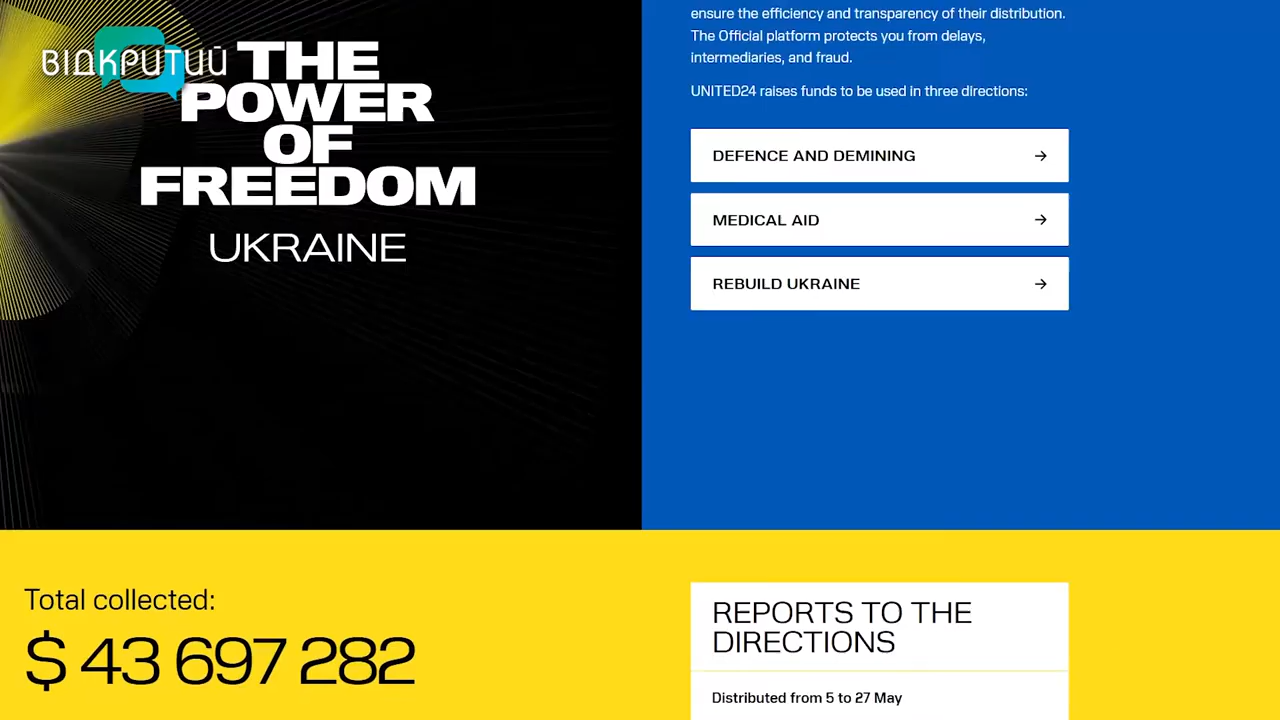 ВІДКРИТИЙ
THE
POWER
OF
FREEDOM
UKRAINE
ensure the efficiency and transparency of their distribution.
The Official platform protects you from delays,
intermediaries, and fraud.
UNITED24 raises funds to be used in three directions:
DEFENCE AND DEMINING →
MEDICAL AID →
REBUILD UKRAINE →
Total collected:
$ 43 697 282
REPORTS TO THE
DIRECTIONS
Distributed from 5 to 27 May